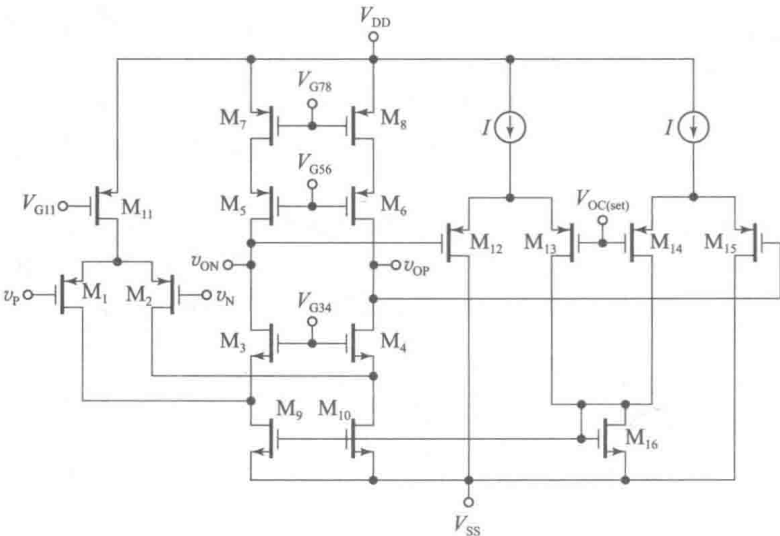 V_DD
V_G78
M_7
M_8
I
I
V_G56
V_G11
M_11
M_5
M_6
V_OC(set)
M_12
M_13
M_14
M_15
v_ON
v_OP
v_P
M_1
M_2
v_N
V_G34
M_3
M_4
M_9
M_10
M_16
V_SS